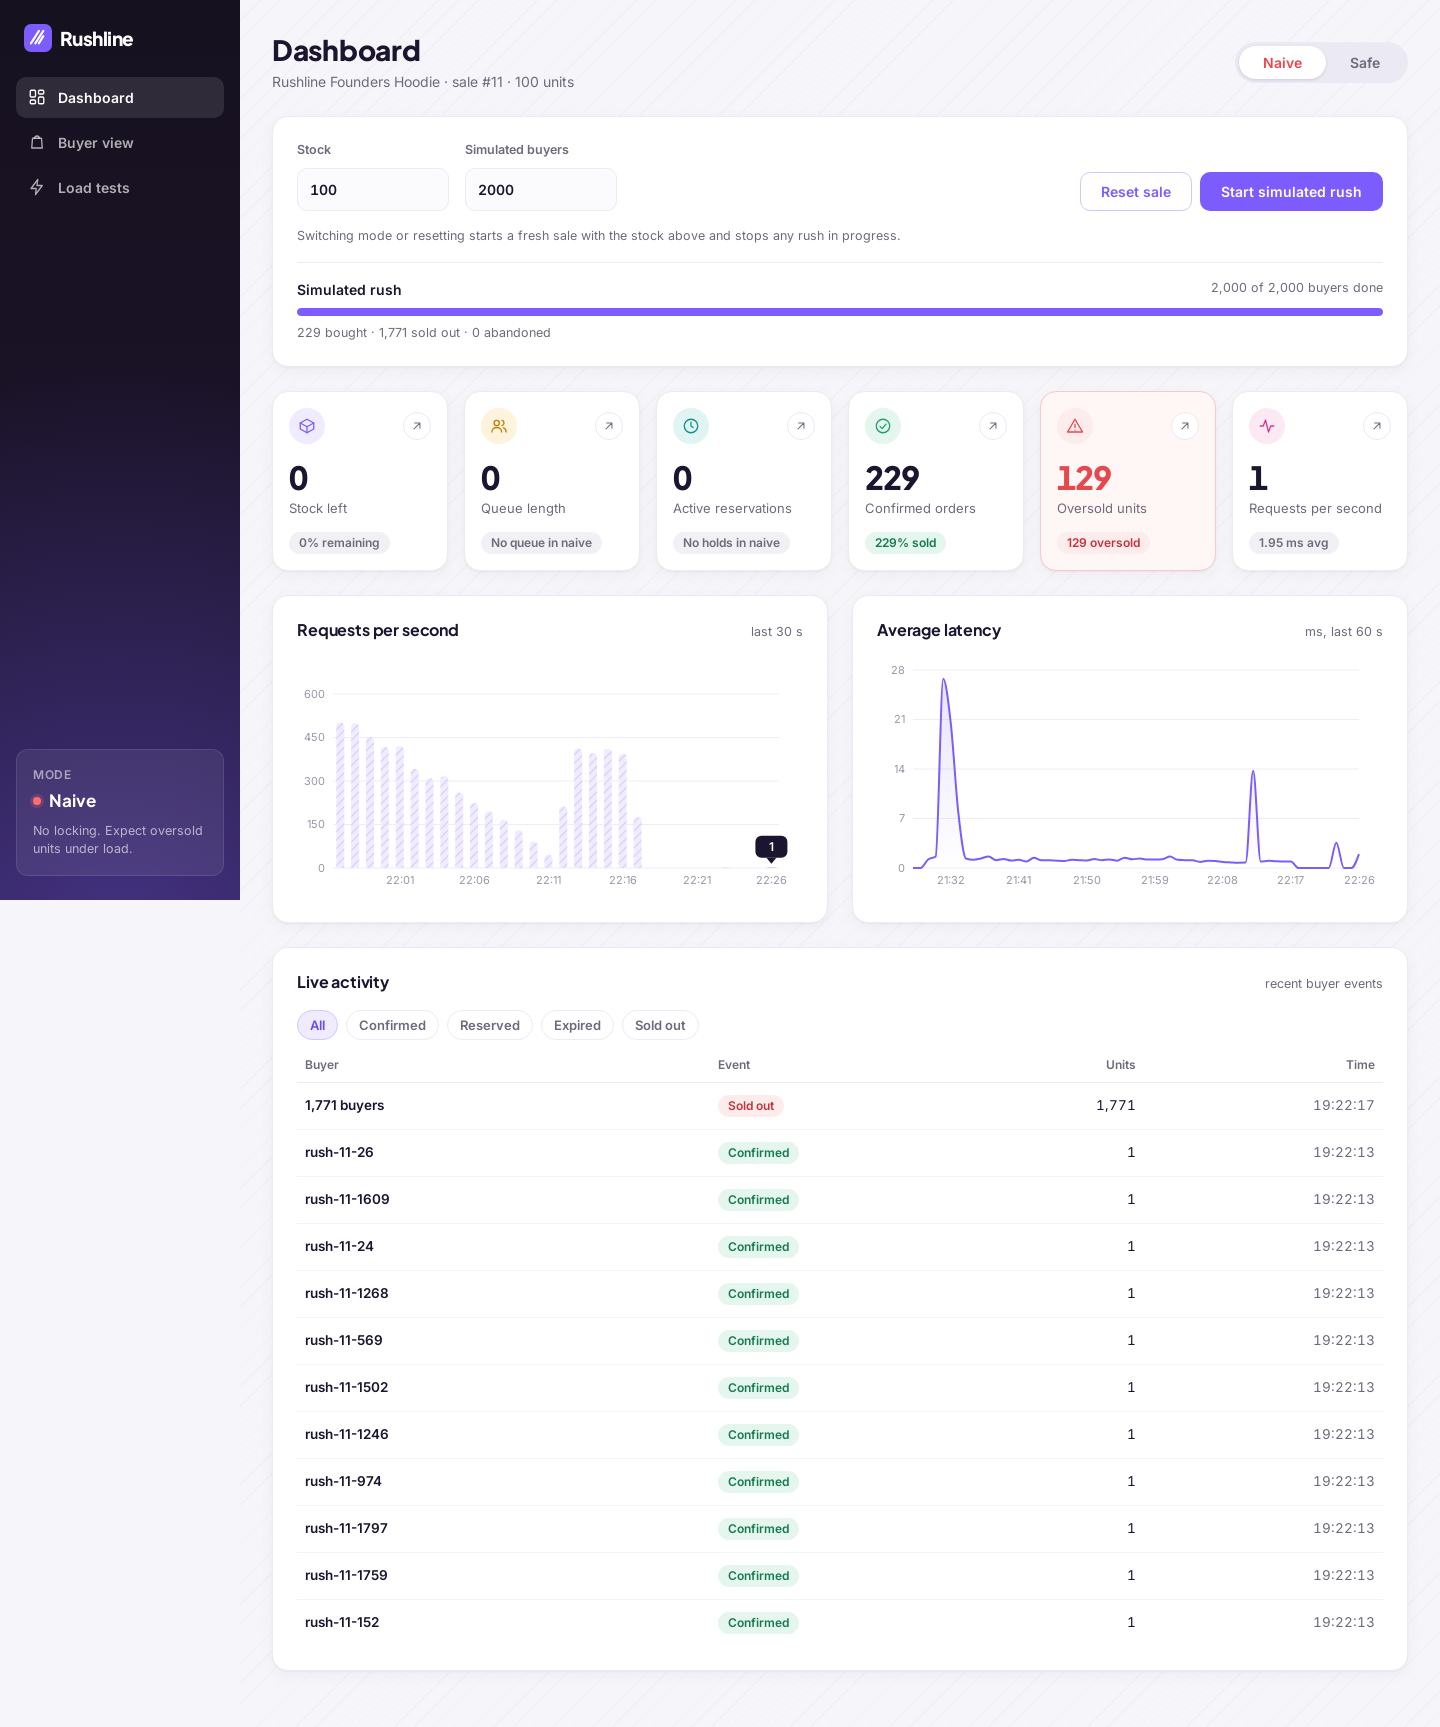 Rushline
Dashboard
Buyer view
Load tests
MODE
Naive
No locking. Expect oversold
units under load.
Dashboard
Rushline Founders Hoodie · sale #11 · 100 units
Naive Safe
Stock Simulated buyers
100 2000 Reset sale Start simulated rush
Switching mode or resetting starts a fresh sale with the stock above and stops any rush in progress.
Simulated rush 2,000 of 2,000 buyers done
229 bought · 1,771 sold out · 0 abandoned
0
Stock left
0% remaining
0
Queue length
No queue in naive
0
Active reservations
No holds in naive
229
Confirmed orders
229% sold
129
Oversold units
129 oversold
1
Requests per second
1.95 ms avg
Requests per second last 30 s
600
450
300
150
0
1
22:01 22:06 22:11 22:16 22:21 22:26
Average latency ms, last 60 s
28
21
14
7
0
21:32 21:41 21:50 21:59 22:08 22:17 22:26
Live activity recent buyer events
All Confirmed Reserved Expired Sold out
Buyer Event Units Time
1,771 buyers Sold out 1,771 19:22:17
rush-11-26 Confirmed 1 19:22:13
rush-11-1609 Confirmed 1 19:22:13
rush-11-24 Confirmed 1 19:22:13
rush-11-1268 Confirmed 1 19:22:13
rush-11-569 Confirmed 1 19:22:13
rush-11-1502 Confirmed 1 19:22:13
rush-11-1246 Confirmed 1 19:22:13
rush-11-974 Confirmed 1 19:22:13
rush-11-1797 Confirmed 1 19:22:13
rush-11-1759 Confirmed 1 19:22:13
rush-11-152 Confirmed 1 19:22:13